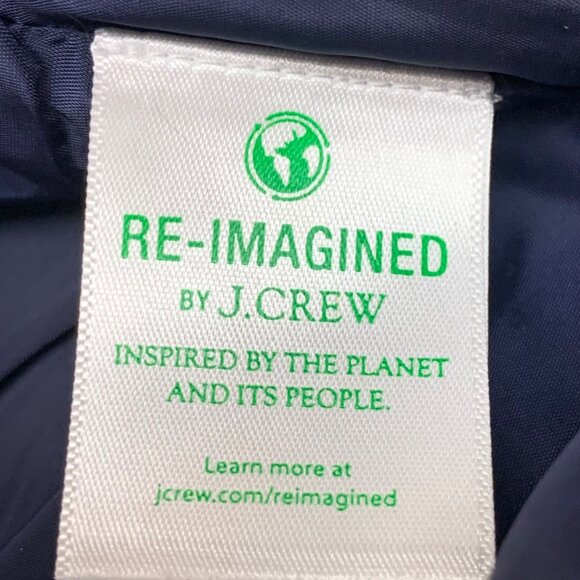 RE-IMAGINED
BY J.CREW
INSPIRED BY THE PLANET
AND ITS PEOPLE.
Learn more at
jcrew.com/reimagined